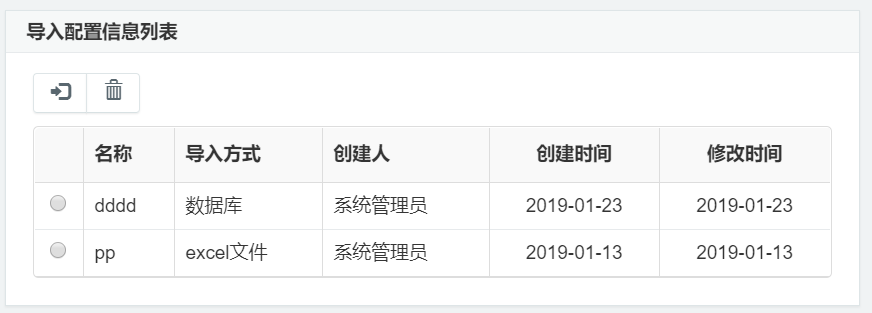 导入配置信息列表
名称 导入方式 创建人 创建时间 修改时间
dddd 数据库 系统管理员 2019-01-23 2019-01-23
pp excel文件 系统管理员 2019-01-13 2019-01-13